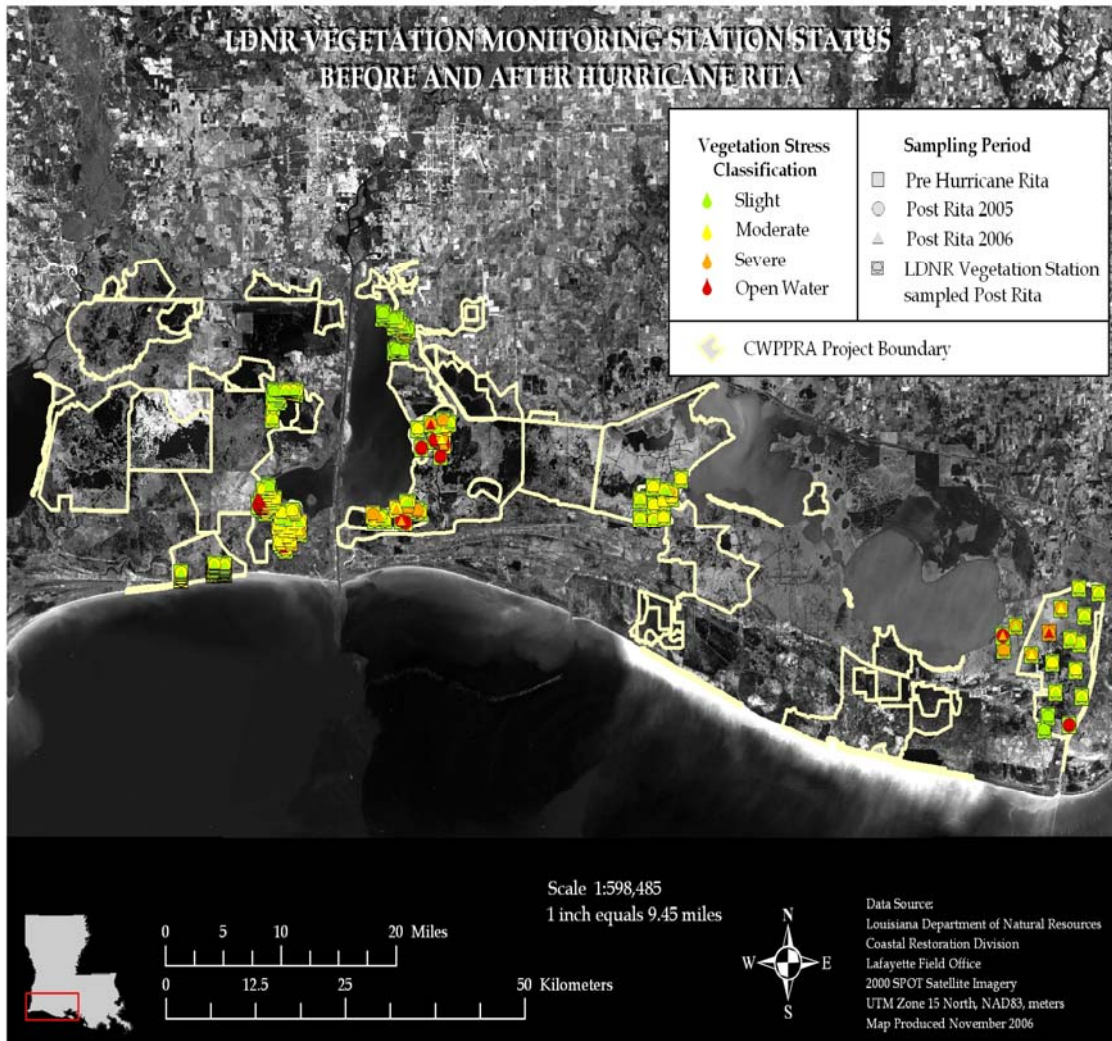 LDNR VEGETATION MONITORING STATION STATUS
BEFORE AND AFTER HURRICANE RITA
Vegetation Stress
Classification
Slight
Moderate
Severe
Open Water
Sampling Period
Pre Hurricane Rita
Post Rita 2005
Post Rita 2006
LDNR Vegetation Station
sampled Post Rita
CWPPRA Project Boundary
Scale 1:598,485
1 inch equals 9.45 miles
0 5 10 20 Miles
0 12.5 25 50 Kilometers
N
W E
S
Data Source:
Louisiana Department of Natural Resources
Coastal Restoration Division
Lafayette Field Office
2000 SPOT Satellite Imagery
UTM Zone 15 North, NAD83, meters
Map Produced November 2006